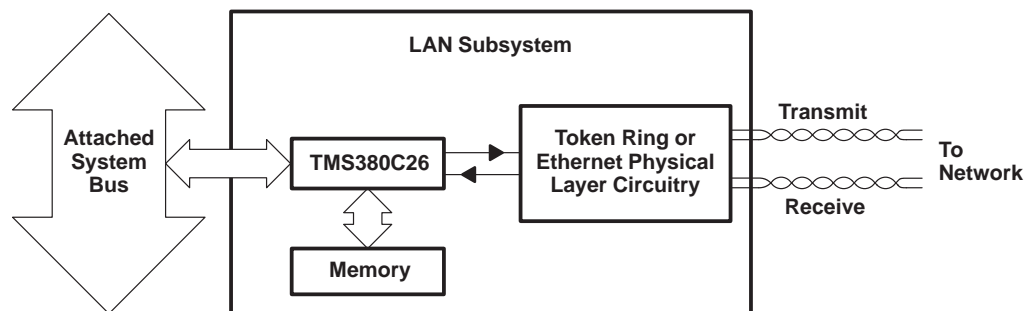 LAN Subsystem
Attached
System
Bus
TMS380C26
Memory
Token Ring or
Ethernet Physical
Layer Circuitry
Transmit
Receive
To
Network